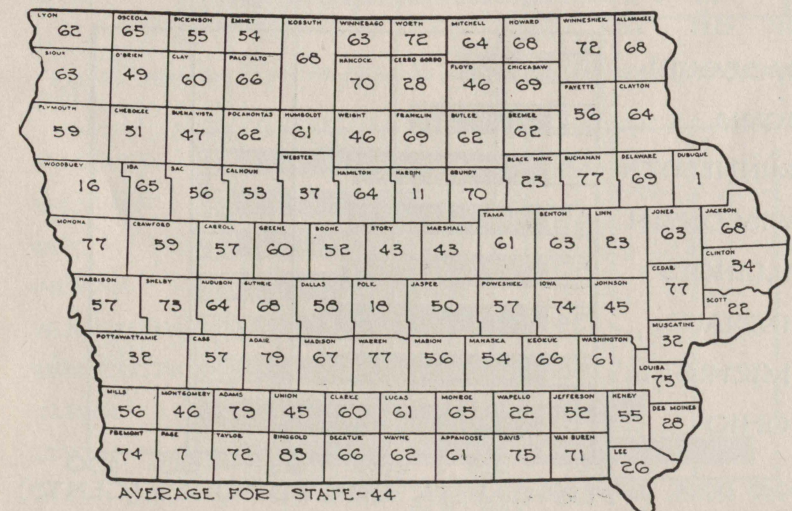 LYON OSCEOLA DICKINSON EMMET KOSSUTH WINNEBAGO WORTH MITCHELL HOWARD WINNESHIEK ALLAMAKEE
62 65 55 54 68 63 72 64 68 72 68
SIOUX O'BRIEN CLAY PALO ALTO HANCOCK CERRO GORDO FLOYD CHICKASAW
63 49 60 66 70 28 46 69
PLYMOUTH CHEROKEE BUENA VISTA POCAHONTAS HUMBOLDT WRIGHT FRANKLIN BUTLER BREMER FAYETTE CLAYTON
59 51 47 62 61 46 69 62 62 56 64
WOODBURY IDA SAC CALHOUN WEBSTER HAMILTON HARDIN GRUNDY BLACK HAWK BUCHANAN DELAWARE DUBUQUE
16 65 56 53 37 64 11 70 23 77 69 1
MONONA CRAWFORD CARROLL GREENE BOONE STORY MARSHALL TAMA BENTON LINN JONES JACKSON
77 59 57 60 52 43 43 61 63 23 63 68
CLINTON
34
HARRISON SHELBY AUDUBON GUTHRIE DALLAS POLK JASPER POWESHIEK IOWA JOHNSON CEDAR SCOTT
57 73 64 68 58 18 50 57 74 45 77 22
MUSCATINE
32
POTTAWATTAMIE CASS ADAIR MADISON WARREN MARION MAHASKA KEOKUK WASHINGTON LOUISA
32 57 79 67 77 56 54 66 61 75
MILLS MONTGOMERY ADAMS UNION CLARKE LUCAS MONROE WAPELLO JEFFERSON HENRY DES MOINES
56 46 79 45 60 61 65 22 52 55 28
FREMONT PAGE TAYLOR RINGGOLD DECATUR WAYNE APPANOOSE DAVIS VAN BUREN LEE
74 7 72 83 66 62 61 75 71 26
AVERAGE FOR STATE-44